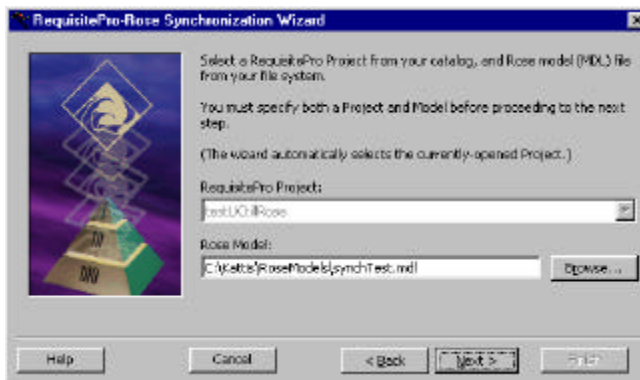 RequisitePro-Rose Synchronization Wizard
Select a RequisitePro Project from your catalog, and Rose model (MDL) file
from your file system.
You must specify both a Project and Model before proceeding to the next
step.
(The wizard automatically selects the currently-opened Project.)
RequisitePro Project:
testUCtillRose
Rose Model:
C:\Kattis\RoseModels\synchTest.mdl
Browse...
Help
Cancel
< Back
Next >
Finish